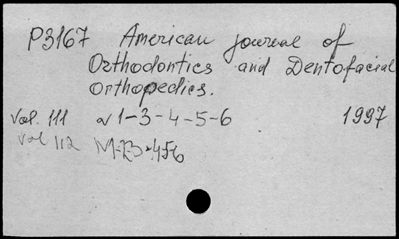 P3167 American journal of
Orthodontics and Dentofacial
Orthopedics.
Vol. 111 N 1-3-4-5-6 1997
Vol 112